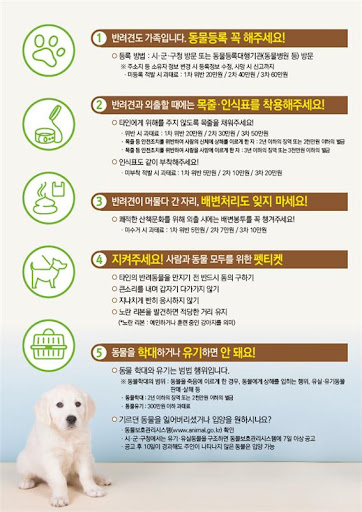 1 반려견도 가족입니다. 동물등록 꼭 해주세요!
○ 등록 방법 : 시·군·구청 방문 또는 동물등록대행기관(동물병원 등) 방문
※ 주소지 등 소유자 정보 변경 시 등록정보 수정, 사망 시 신고까지
· 미등록 적발 시 과태료 : 1차 위반 20만원 / 2차 40만원 / 3차 60만원
2 반려견과 외출할 때에는 목줄·인식표를 착용해주세요!
○ 타인에게 위해를 주지 않도록 목줄을 채워주세요!
· 위반 시 과태료 : 1차 위반 20만원 / 2차 30만원 / 3차 50만원
· 목줄 등 안전조치를 위반하여 사람의 신체에 상해를 이르게 한 자 : 2년 이하의 징역 또는 2천만원 이하의 벌금
· 목줄 등 안전조치를 위반하여 사람을 사망에 이르게 한 자 : 3년 이하의 징역 또는 3천만원 이하의 벌금
○ 인식표도 같이 부착해주세요!
· 미부착 적발 시 과태료 : 1차 위반 5만원 / 2차 10만원 / 3차 20만원
3 반려견이 머물다 간 자리, 배변처리도 잊지 마세요!
○ 쾌적한 산책문화를 위해 외출 시에는 배변봉투를 꼭 챙겨주세요!
· 미수거 시 과태료 : 1차 위반 5만원 / 2차 7만원 / 3차 10만원
4 지켜주세요! 사람과 동물 모두를 위한 펫티켓
○ 타인의 반려동물을 만지기 전 반드시 동의 구하기
○ 큰소리를 내며 갑자기 다가가지 않기
○ 지나치게 빤히 응시하지 않기
○ 노란 리본을 발견하면 적당한 거리 유지
(*노란 리본 : 예민하거나 훈련 중인 강아지를 의미)
5 동물을 학대하거나 유기하면 안 돼요!
○ 동물 학대와 유기는 범법 행위입니다.
※ 동물학대의 범위 : 동물을 죽음에 이르게 한 경우, 동물에게 상해를 입히는 행위, 유실·유기동물
판매·살해 등
· 동물학대 : 2년 이하의 징역 또는 2천만원 이하의 벌금
· 동물유기 : 300만원 이하 과태료
○ 기르던 동물을 잃어버리셨거나 입양을 원하시나요?
· 동물보호관리시스템(www.animal.go.kr) 확인
· 시·군·구청에서는 유기·유실동물을 구조하면 동물보호관리시스템에 7일 이상 공고
· 공고 후 10일이 경과해도 주인이 나타나지 않은 동물은 입양 가능